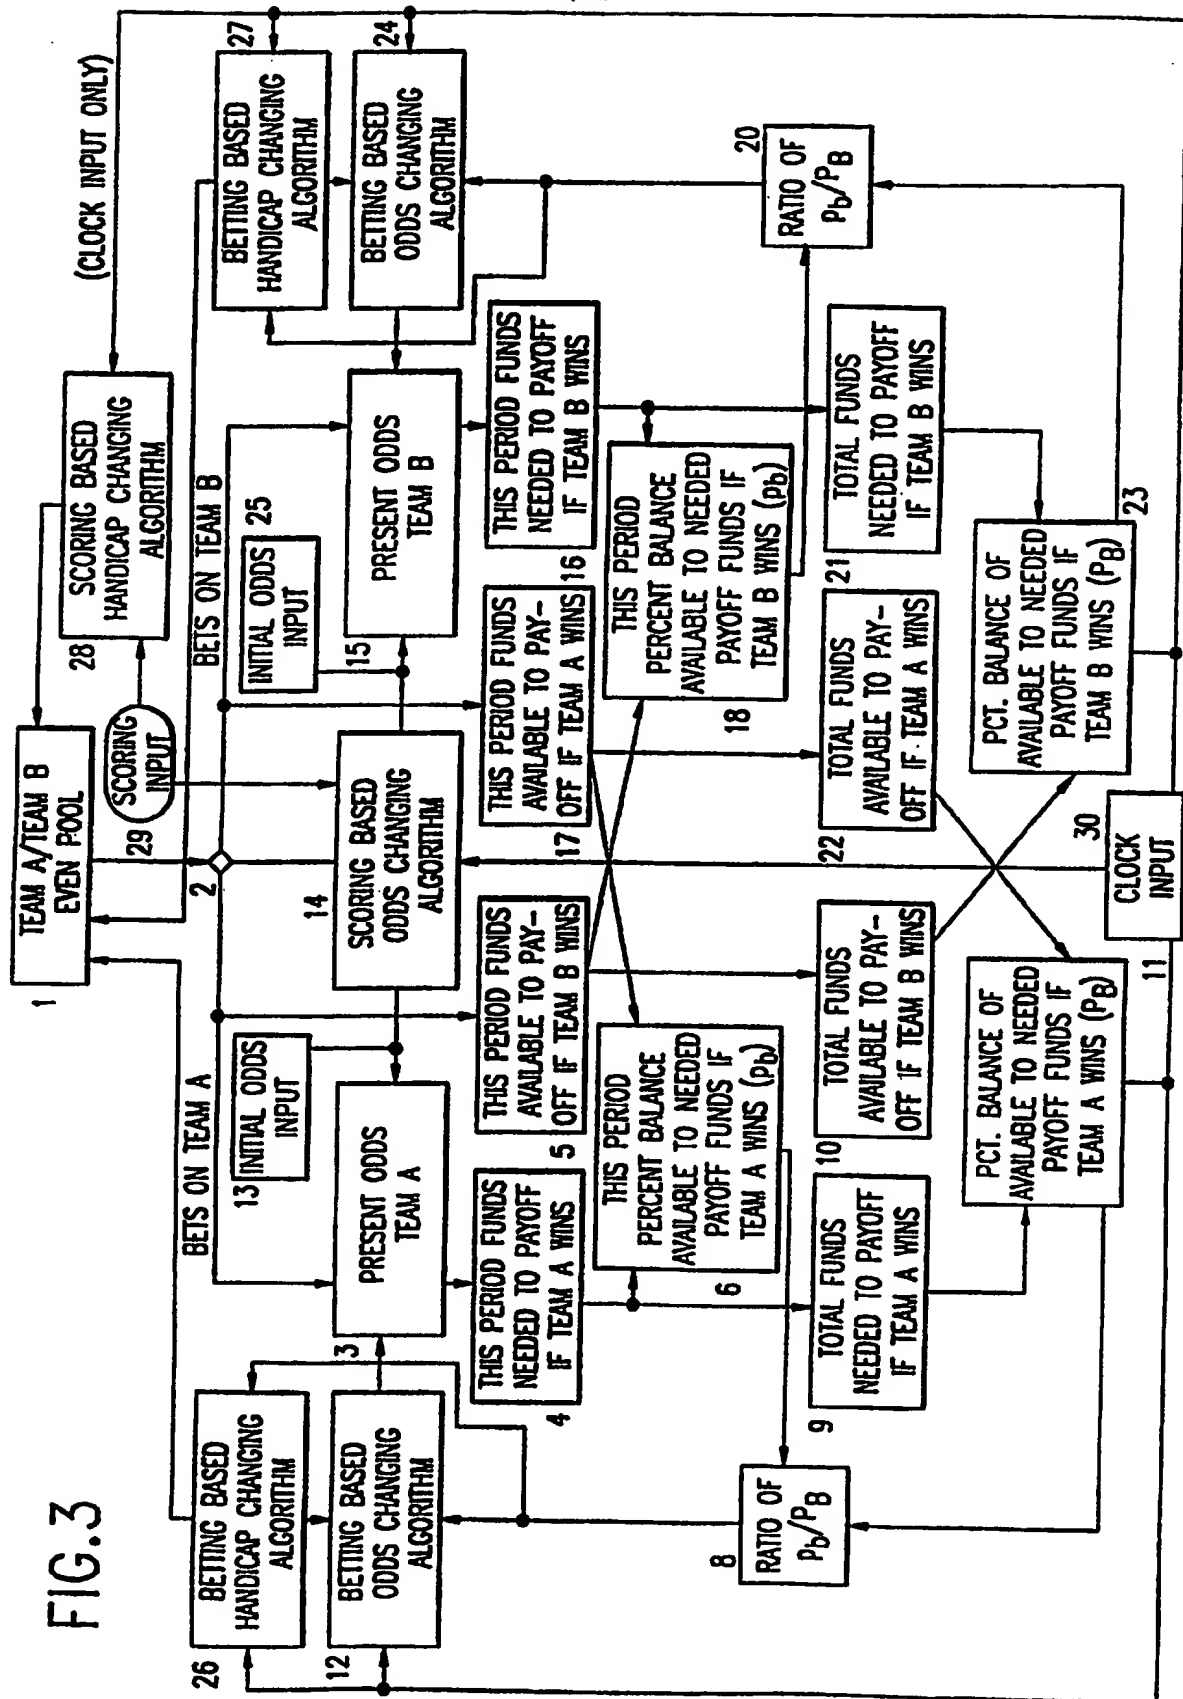 FIG.3
1
TEAM A/TEAM B
EVEN POOL
(CLOCK INPUT ONLY)
28
SCORING BASED
HANDICAP CHANGING
ALGORITHM
29
SCORING
INPUT
2
BETS ON TEAM A
BETS ON TEAM B
26
BETTING BASED
HANDICAP CHANGING
ALGORITHM
27
BETTING BASED
HANDICAP CHANGING
ALGORITHM
12
BETTING BASED
ODDS CHANGING
ALGORITHM
24
BETTING BASED
ODDS CHANGING
ALGORITHM
13
INITIAL ODDS
INPUT
25
INITIAL ODDS
INPUT
3
PRESENT ODDS
TEAM A
14
SCORING BASED
ODDS CHANGING
ALGORITHM
15
PRESENT ODDS
TEAM B
4
THIS PERIOD FUNDS
NEEDED TO PAYOFF
IF TEAM A WINS
5
THIS PERIOD FUNDS
AVAILABLE TO PAY-
OFF IF TEAM B WINS
17
THIS PERIOD FUNDS
AVAILABLE TO PAY-
OFF IF TEAM A WINS
16
THIS PERIOD FUNDS
NEEDED TO PAYOFF
IF TEAM B WINS
6
THIS PERIOD
PERCENT BALANCE
AVAILABLE TO NEEDED
PAYOFF FUNDS IF
TEAM A WINS (pb)
18
THIS PERIOD
PERCENT BALANCE
AVAILABLE TO NEEDED
PAYOFF FUNDS IF
TEAM B WINS (pb)
8
RATIO OF
Pb/PB
20
RATIO OF
Pb/PB
9
TOTAL FUNDS
NEEDED TO PAYOFF
IF TEAM A WINS
10
TOTAL FUNDS
AVAILABLE TO PAY-
OFF IF TEAM B WINS
22
TOTAL FUNDS
AVAILABLE TO PAY-
OFF IF TEAM A WINS
21
TOTAL FUNDS
NEEDED TO PAYOFF
IF TEAM B WINS
PCT. BALANCE OF
AVAILABLE TO NEEDED
PAYOFF FUNDS IF
TEAM A WINS (PB)
11
PCT. BALANCE OF
AVAILABLE TO NEEDED
PAYOFF FUNDS IF
TEAM B WINS (PB)
23
30
CLOCK
INPUT